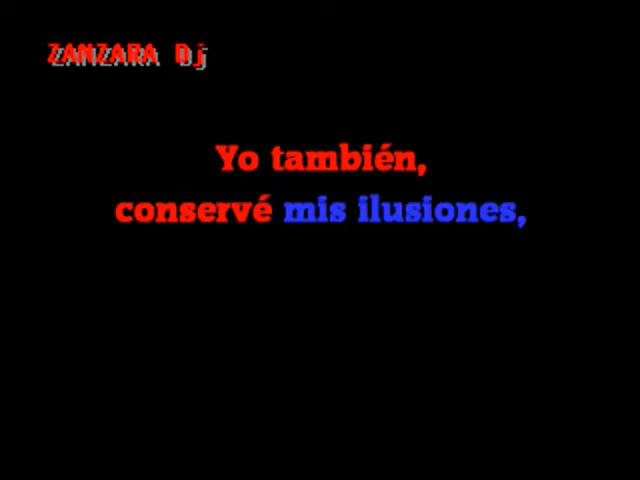 ZANZARA Dj
Yo también,
conservé mis ilusiones,